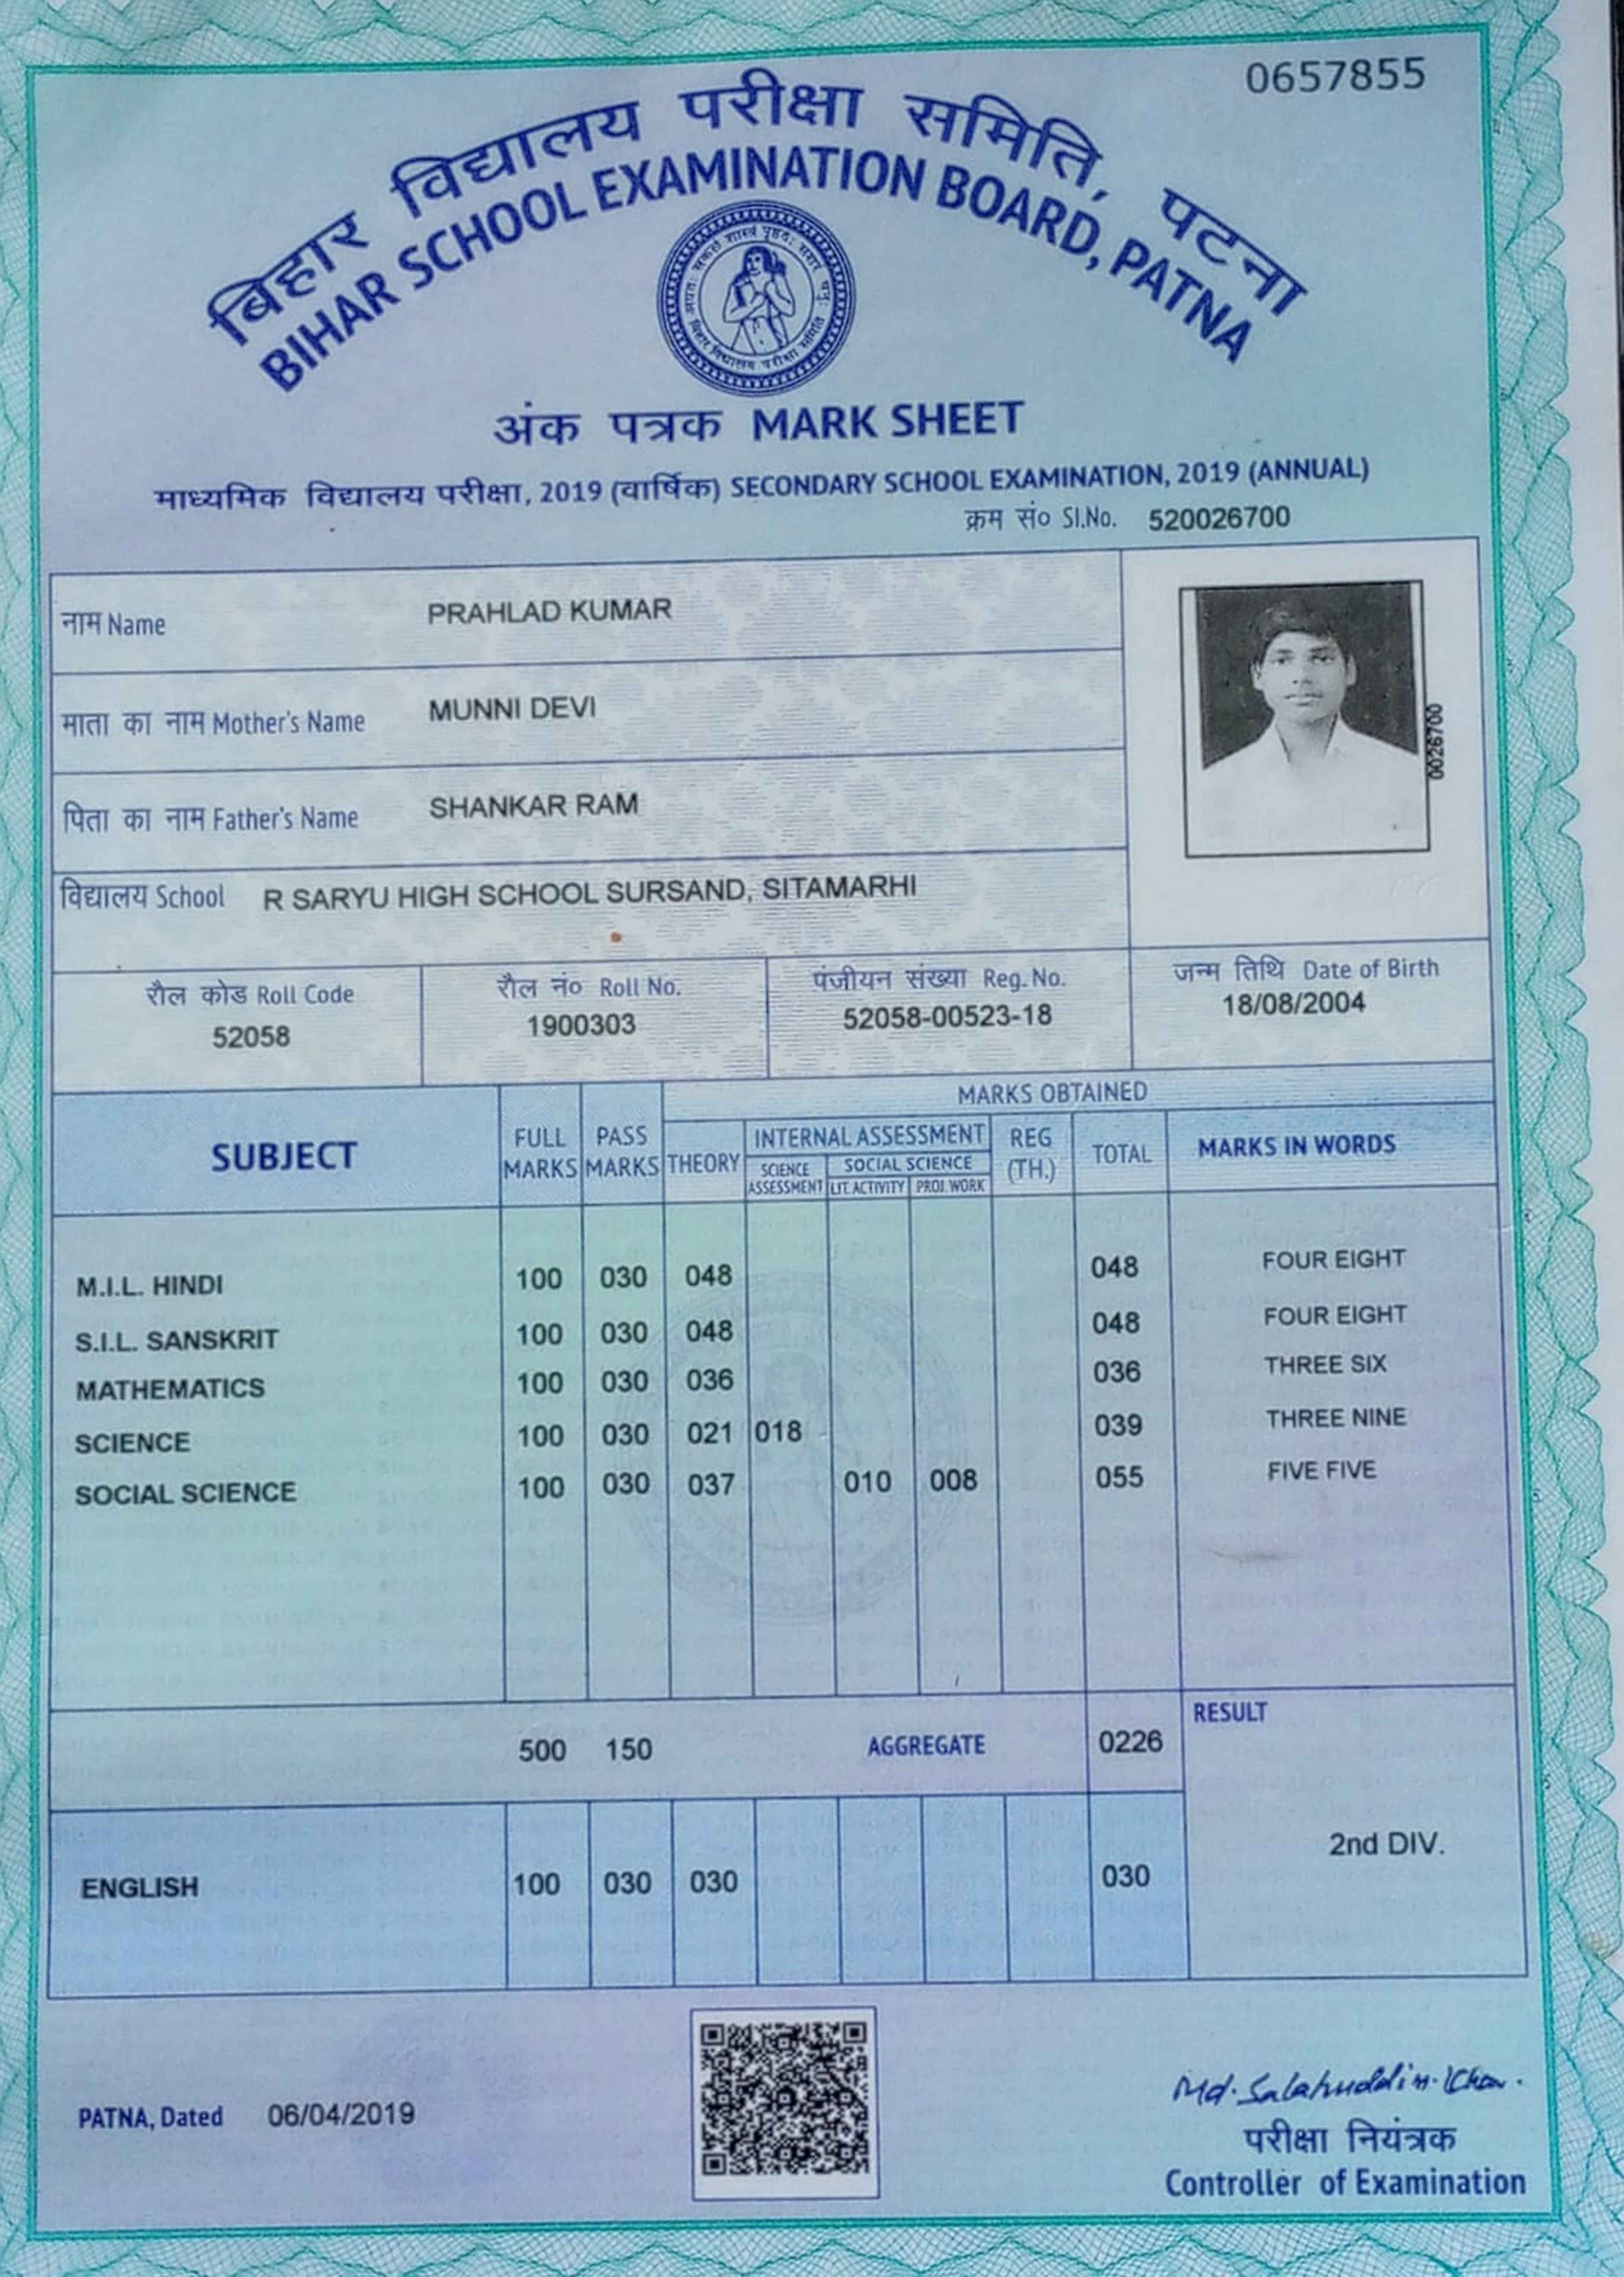 0657855
बिहार विद्यालय परीक्षा समिति, पटना
BIHAR SCHOOL EXAMINATION BOARD, PATNA
अंक पत्रक MARK SHEET
माध्यमिक विद्यालय परीक्षा, 2019 (वार्षिक) SECONDARY SCHOOL EXAMINATION, 2019 (ANNUAL)
क्रम सं० Sl.No. 520026700
नाम Name PRAHLAD KUMAR
माता का नाम Mother's Name MUNNI DEVI
0026700
पिता का नाम Father's Name SHANKAR RAM
विद्यालय School R SARYU HIGH SCHOOL SURSAND, SITAMARHI
रौल कोड Roll Code रौल नं० Roll No. पंजीयन संख्या Reg. No. जन्म तिथि Date of Birth
52058 1900303 52058-00523-18 18/08/2004
MARKS OBTAINED
SUBJECT FULL MARKS PASS MARKS THEORY INTERNAL ASSESSMENT REG (TH.) TOTAL MARKS IN WORDS
SCIENCE ASSESSMENT SOCIAL SCIENCE
LIT. ACTIVITY PROJ. WORK
M.I.L. HINDI 100 030 048 048 FOUR EIGHT
S.I.L. SANSKRIT 100 030 048 048 FOUR EIGHT
MATHEMATICS 100 030 036 036 THREE SIX
SCIENCE 100 030 021 018 039 THREE NINE
SOCIAL SCIENCE 100 030 037 010 008 055 FIVE FIVE
500 150 AGGREGATE 0226 RESULT
2nd DIV.
ENGLISH 100 030 030 030
PATNA, Dated 06/04/2019
Md. Salahuddin Khan.
परीक्षा नियंत्रक
Controller of Examination